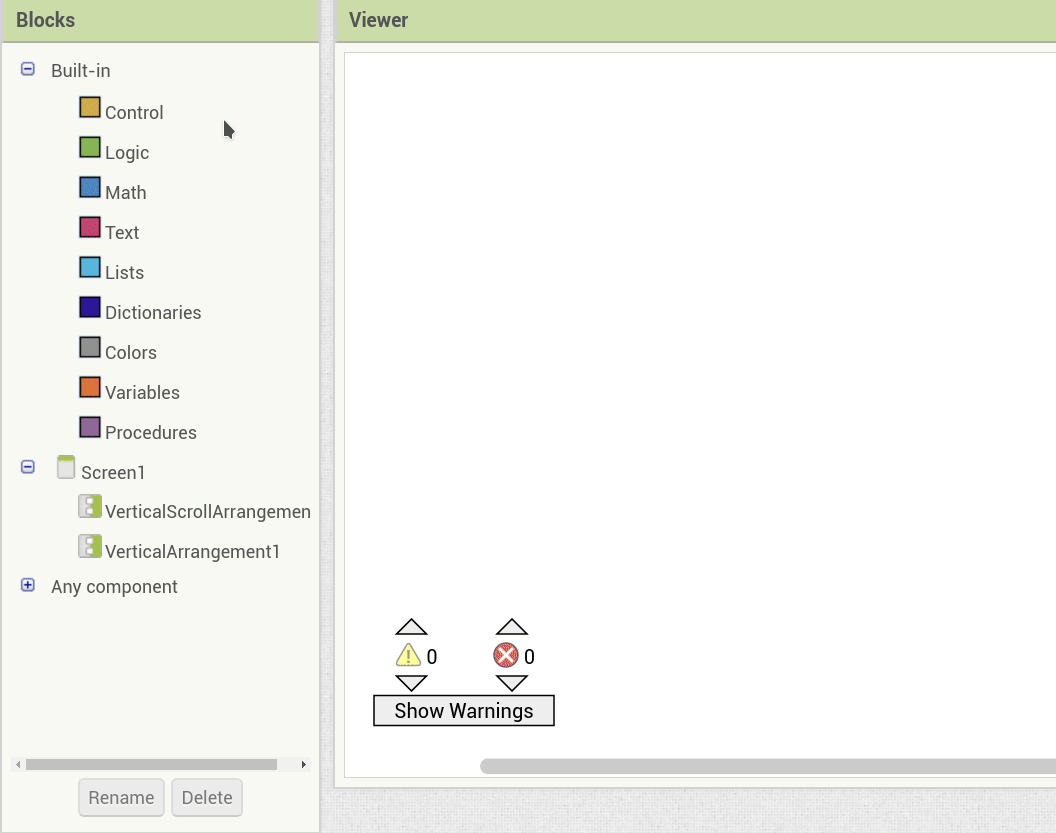 Blocks
Viewer
Built-in
Control
Logic
Math
Text
Lists
Dictionaries
Colors
Variables
Procedures
Screen1
VerticalScrollArrangemen
VerticalArrangement1
Any component
0 0
Show Warnings
Rename Delete